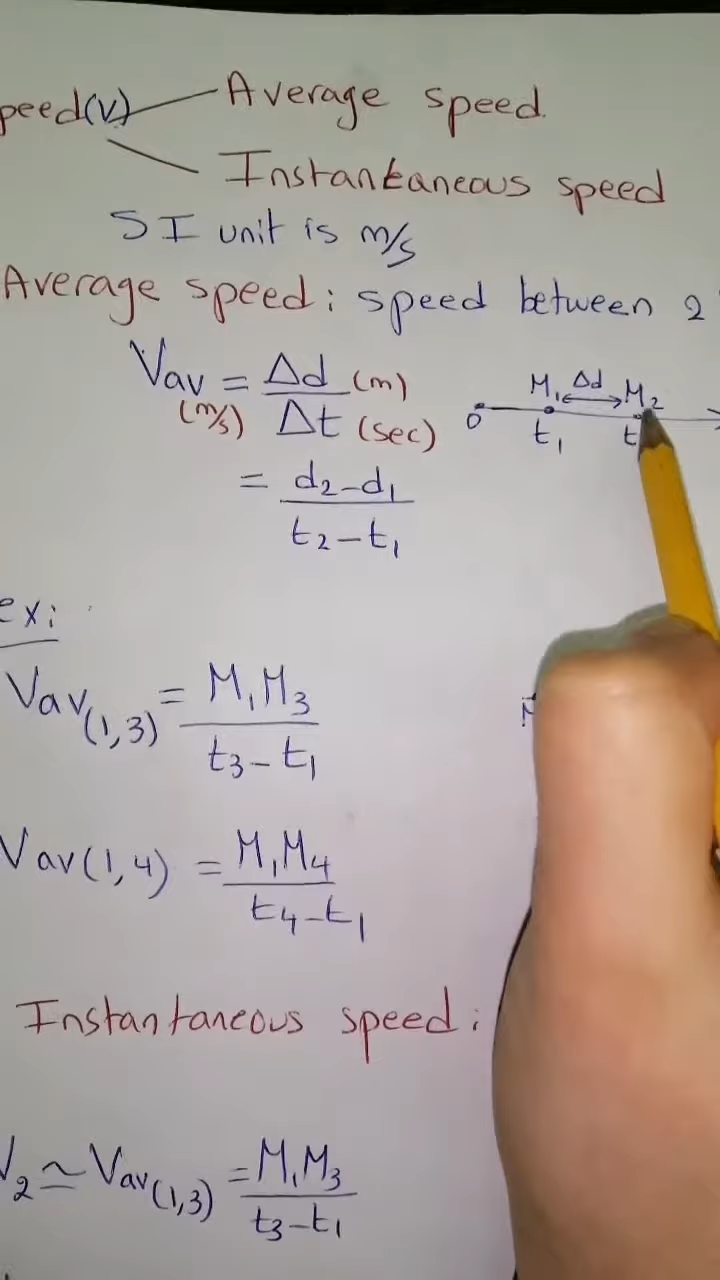 peed(v) Average speed.
Instantaneous speed
SI unit is m/s
Average speed: speed between 2
Vav = Δd (m)
(m/s) Δt (sec)
M₁ Δd M₂
0 t₁ t
= d₂-d₁
t₂-t₁
ex:
Vav(1,3) = M₁M₃
t₃-t₁
Vav(1,4) = M₁M₄
t₄-t₁
Instantaneous speed:
V₂ ≃ Vav(1,3) = M₁M₃
t₃-t₁